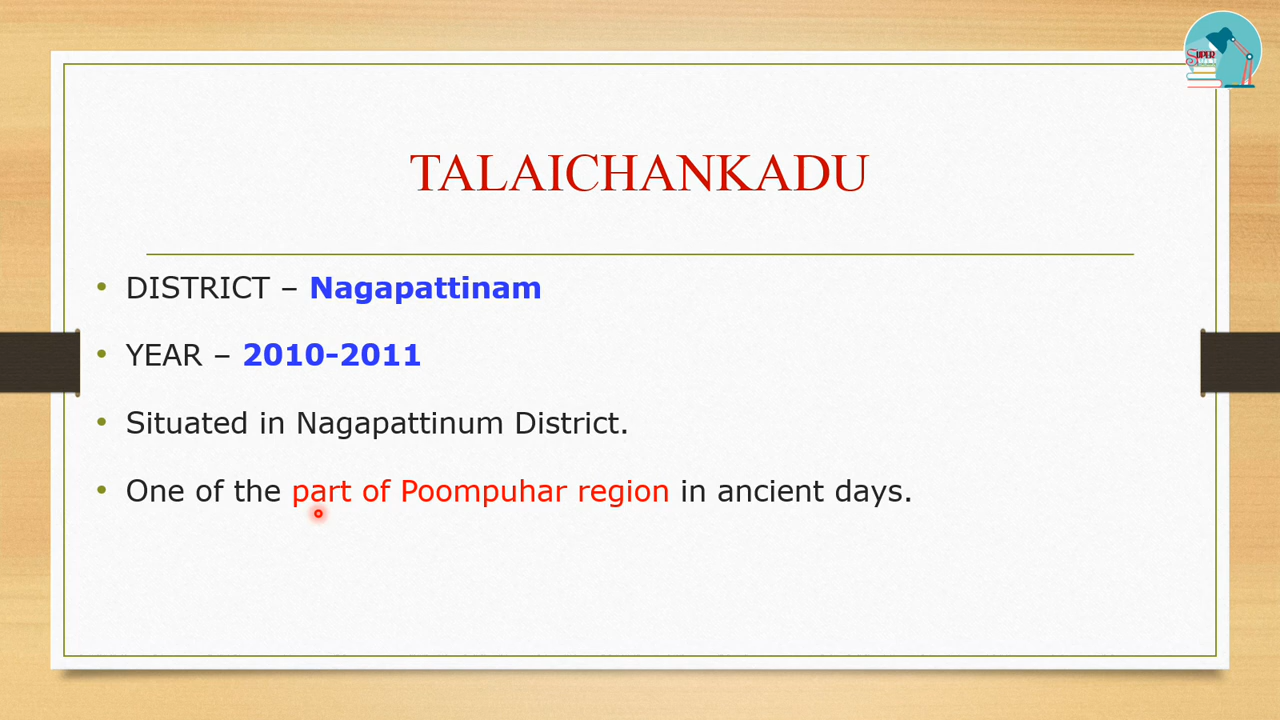 SUPER
TALAICHANKADU
• DISTRICT – Nagapattinam
• YEAR – 2010-2011
• Situated in Nagapattinum District.
• One of the part of Poompuhar region in ancient days.